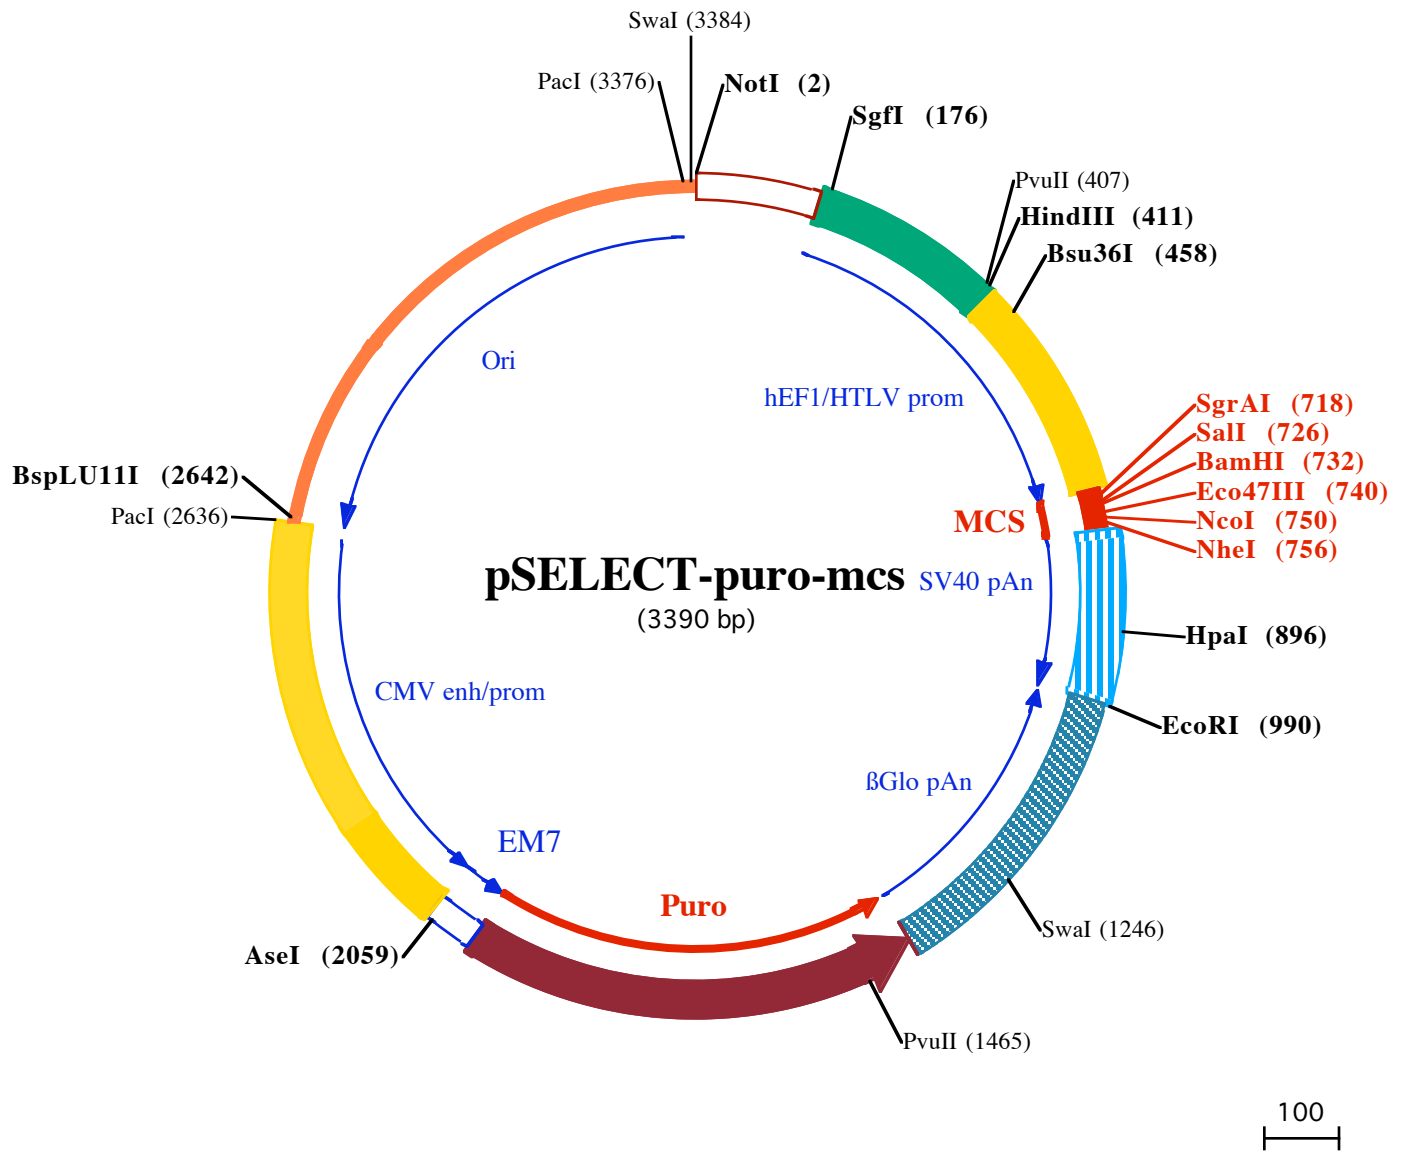 SwaI (3384)
PacI (3376)
NotI (2)
SgfI (176)
PvuII (407)
HindIII (411)
Bsu36I (458)
Ori
hEF1/HTLV prom
SgrAI (718)
SalI (726)
BamHI (732)
Eco47III (740)
NcoI (750)
NheI (756)
BspLU11I (2642)
PacI (2636)
MCS
pSELECT-puro-mcs
(3390 bp)
SV40 pAn
HpaI (896)
CMV enh/prom
EcoRI (990)
ßGlo pAn
EM7
Puro
SwaI (1246)
AseI (2059)
PvuII (1465)
100